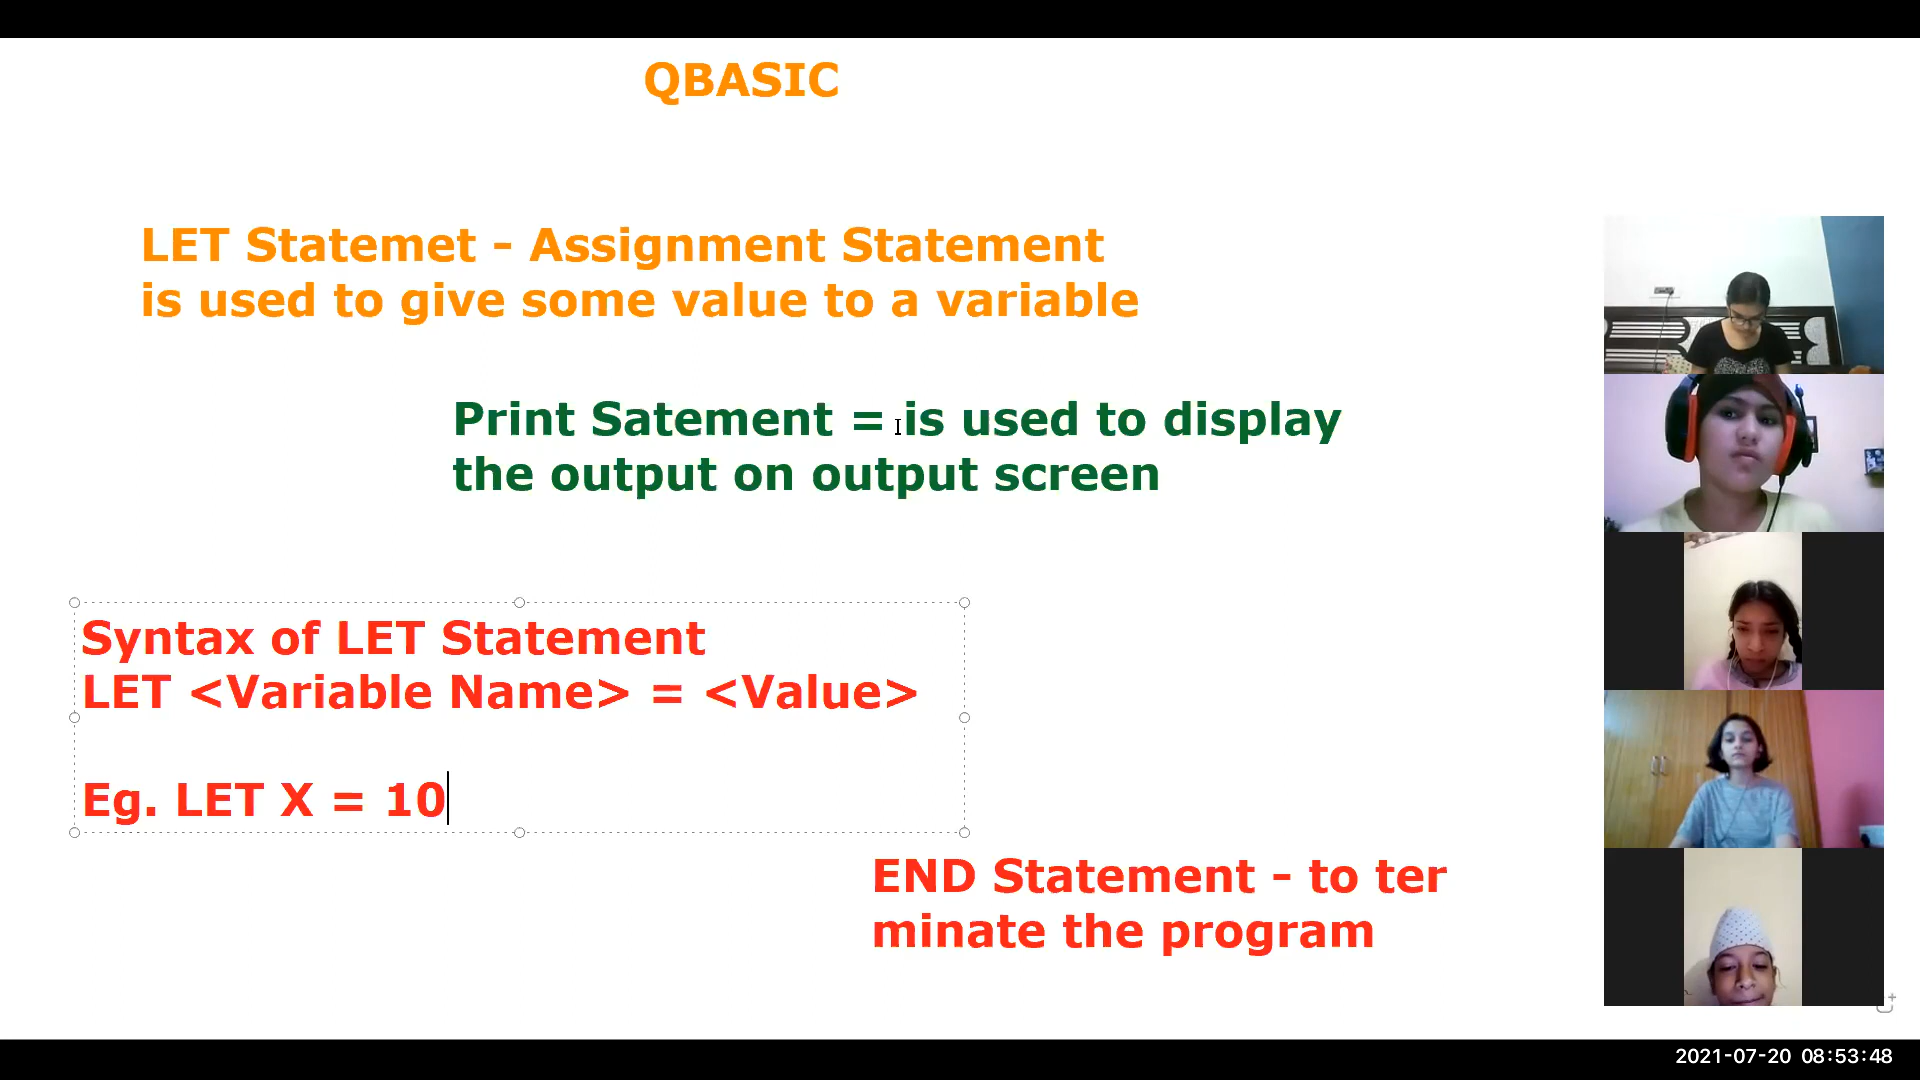 QBASIC
LET Statemet - Assignment Statement
is used to give some value to a variable
Print Satement = is used to display
the output on output screen
Syntax of LET Statement
LET <Variable Name> = <Value>
Eg. LET X = 10
END Statement - to ter
minate the program
2021-07-20 08:53:48